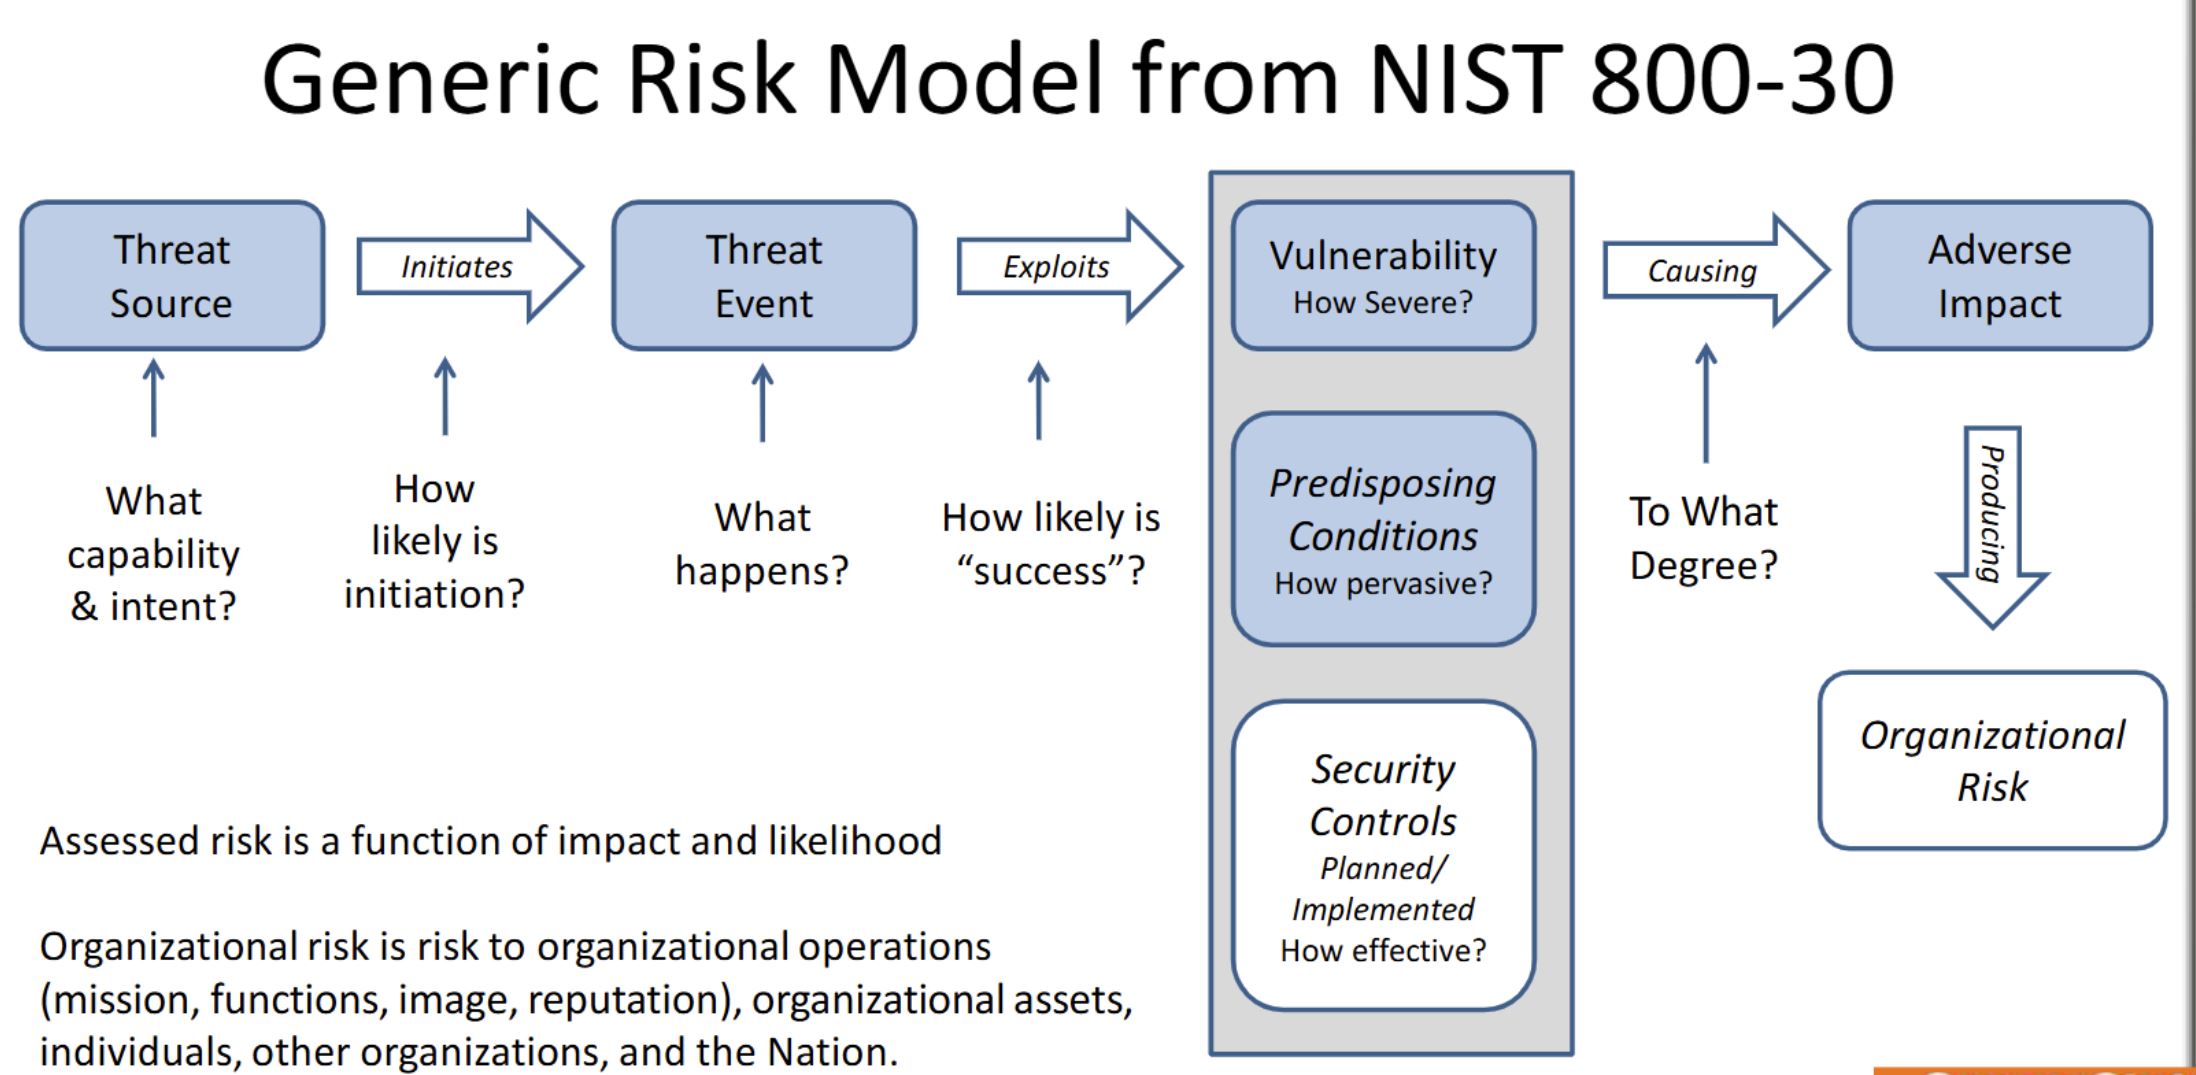 Generic Risk Model from NIST 800-30
Threat
Source
Initiates
Threat
Event
Exploits
Vulnerability
How Severe?
Causing
Adverse
Impact
What
capability
& intent?
How
likely is
initiation?
What
happens?
How likely is
“success”?
Predisposing
Conditions
How pervasive?
To What
Degree?
Producing
Security
Controls
Planned/
Implemented
How effective?
Organizational
Risk
Assessed risk is a function of impact and likelihood
Organizational risk is risk to organizational operations
(mission, functions, image, reputation), organizational assets,
individuals, other organizations, and the Nation.